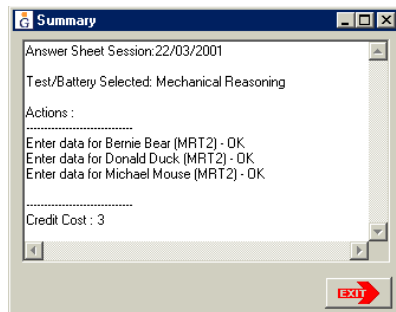 Summary
Answer Sheet Session:22/03/2001
Test/Battery Selected: Mechanical Reasoning
Actions :
-----------------------------
Enter data for Bernie Bear (MRT2) - OK
Enter data for Donald Duck (MRT2) - OK
Enter data for Michael Mouse (MRT2) - OK
-----------------------------
Credit Cost : 3
EXIT